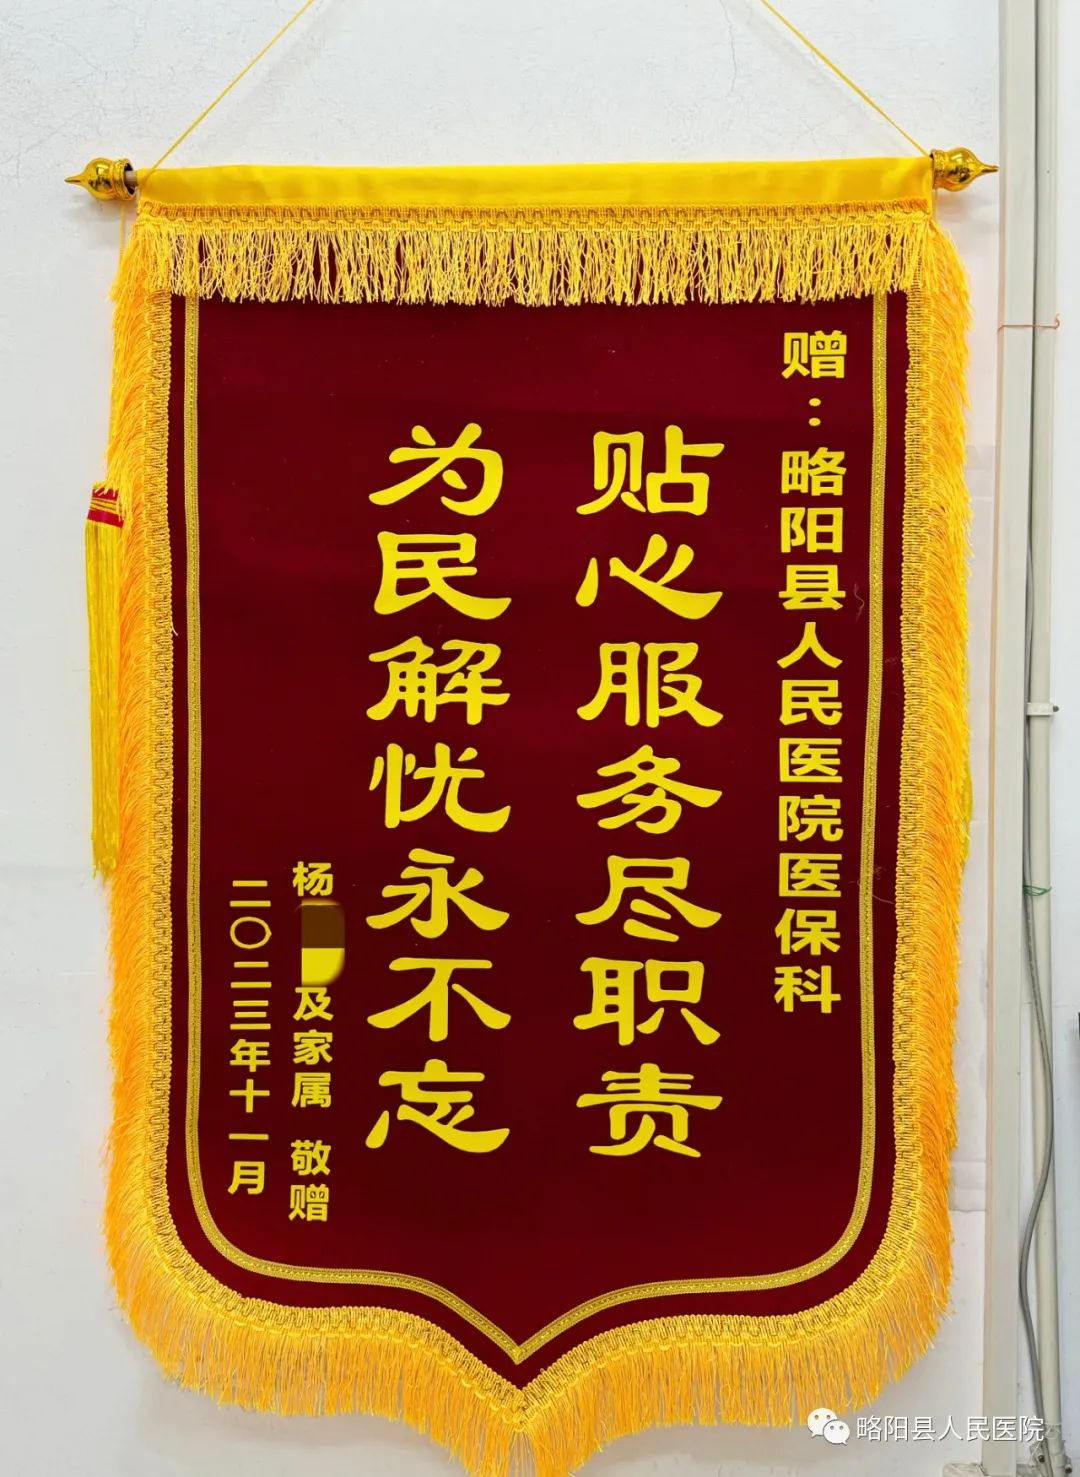 赠：略阳县人民医院医保科
贴心服务尽职责
为民解忧永不忘
杨 及家属 敬赠
二〇二三年十一月
略阳县人民医院